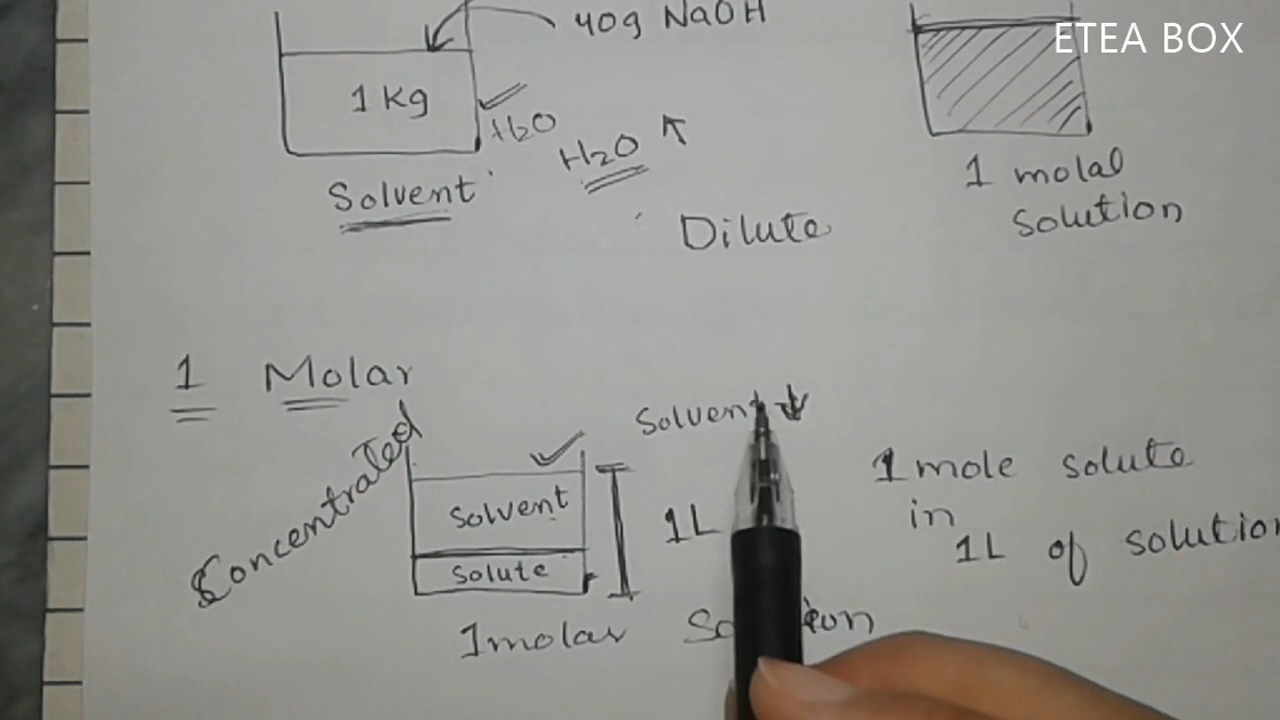 40g NaOH
ETEA BOX
1 Kg
H2O
H2O ↑
Solvent
1 molal
solution
Dilute
1 Molar
Concentrated
Solvent ↓
Solvent
Solute
1L
1 mole solute
in
1L of solution
1molar